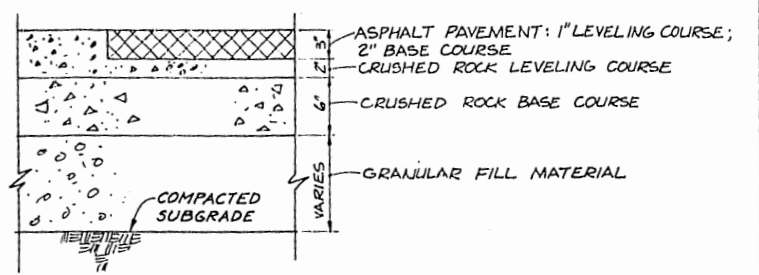 ASPHALT PAVEMENT: 1" LEVELING COURSE;
2" BASE COURSE
CRUSHED ROCK LEVELING COURSE
CRUSHED ROCK BASE COURSE
GRANULAR FILL MATERIAL
3"
2"
6"
VARIES
COMPACTED
SUBGRADE